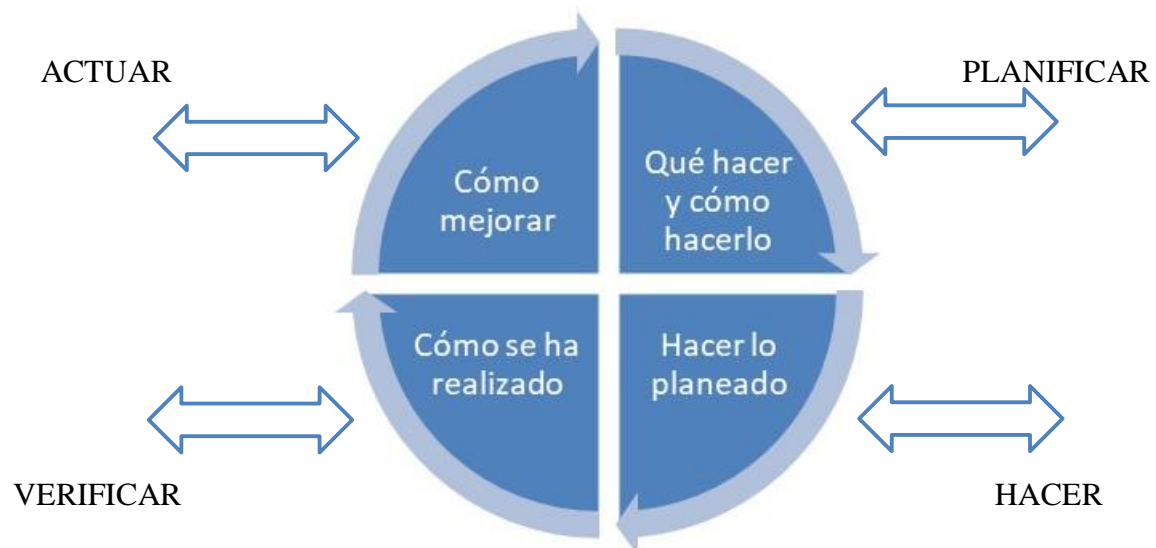 ACTUAR
PLANIFICAR
Cómo
mejorar
Qué hacer
y cómo
hacerlo
Cómo se ha
realizado
Hacer lo
planeado
VERIFICAR
HACER